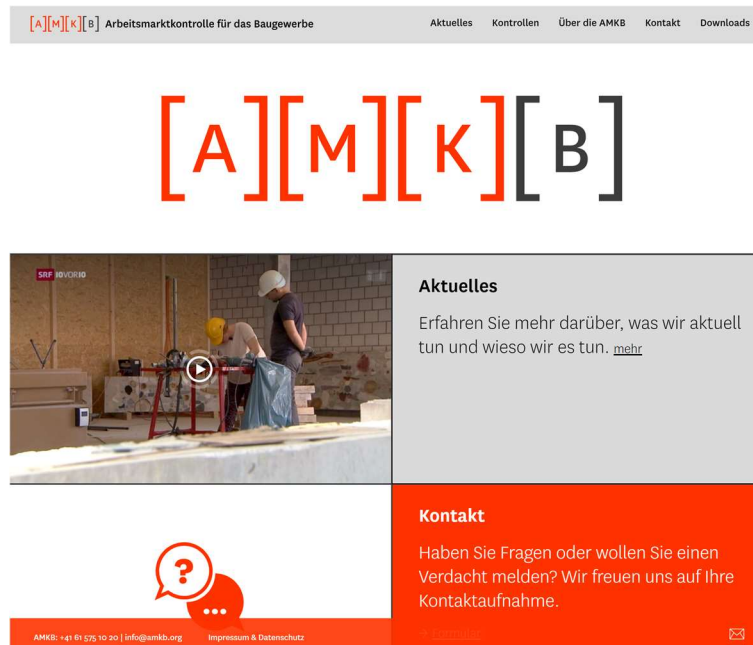 [A][M][K][B] Arbeitsmarktkontrolle für das Baugewerbe
Aktuelles Kontrollen Über die AMKB Kontakt Downloads
[A][M][K][B]
SRF 10VOR10
Aktuelles
Erfahren Sie mehr darüber, was wir aktuell
tun und wieso wir es tun. mehr
Kontakt
Haben Sie Fragen oder wollen Sie einen
Verdacht melden? Wir freuen uns auf Ihre
Kontaktaufnahme.
?
→ Formular
AMKB: +41 61 575 10 20 | info@amkb.org Impressum & Datenschutz